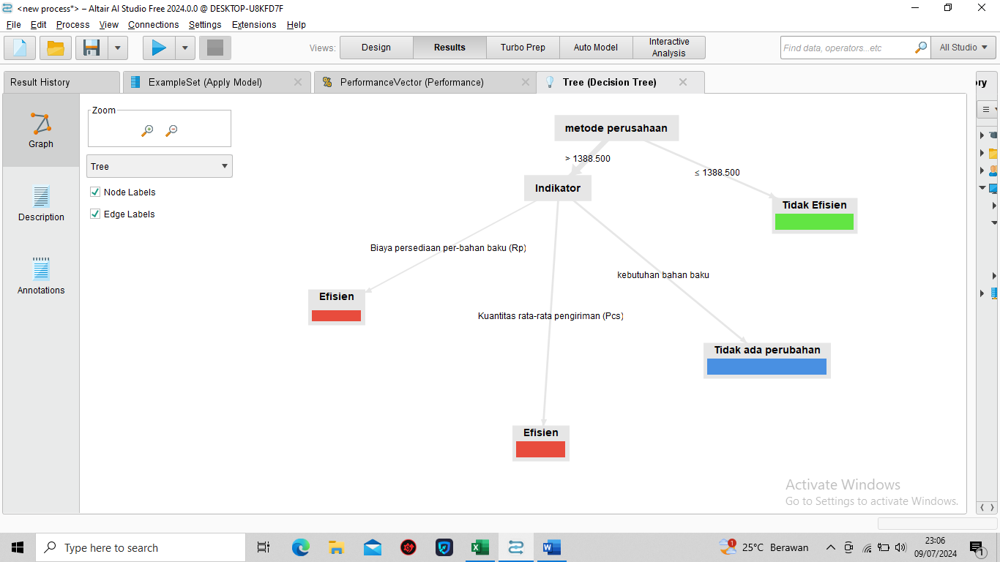 <new process*> – Altair AI Studio Free 2024.0.0 @ DESKTOP-U8KFD7F
File Edit Process View Connections Settings Extensions Help
Views: Design Results Turbo Prep Auto Model Interactive Analysis
Find data, operators...etc
All Studio
Result History
ExampleSet (Apply Model)
PerformanceVector (Performance)
Tree (Decision Tree)
ry
Graph
Description
Annotations
Zoom
Tree
Node Labels
Edge Labels
metode perusahaan
> 1388.500
≤ 1388.500
Indikator
Tidak Efisien
Biaya persediaan per-bahan baku (Rp)
kebutuhan bahan baku
Efisien
Kuantitas rata-rata pengiriman (Pcs)
Tidak ada perubahan
Efisien
Activate Windows
Go to Settings to activate Windows.
Type here to search
1
25°C Berawan
23:06
09/07/2024
1